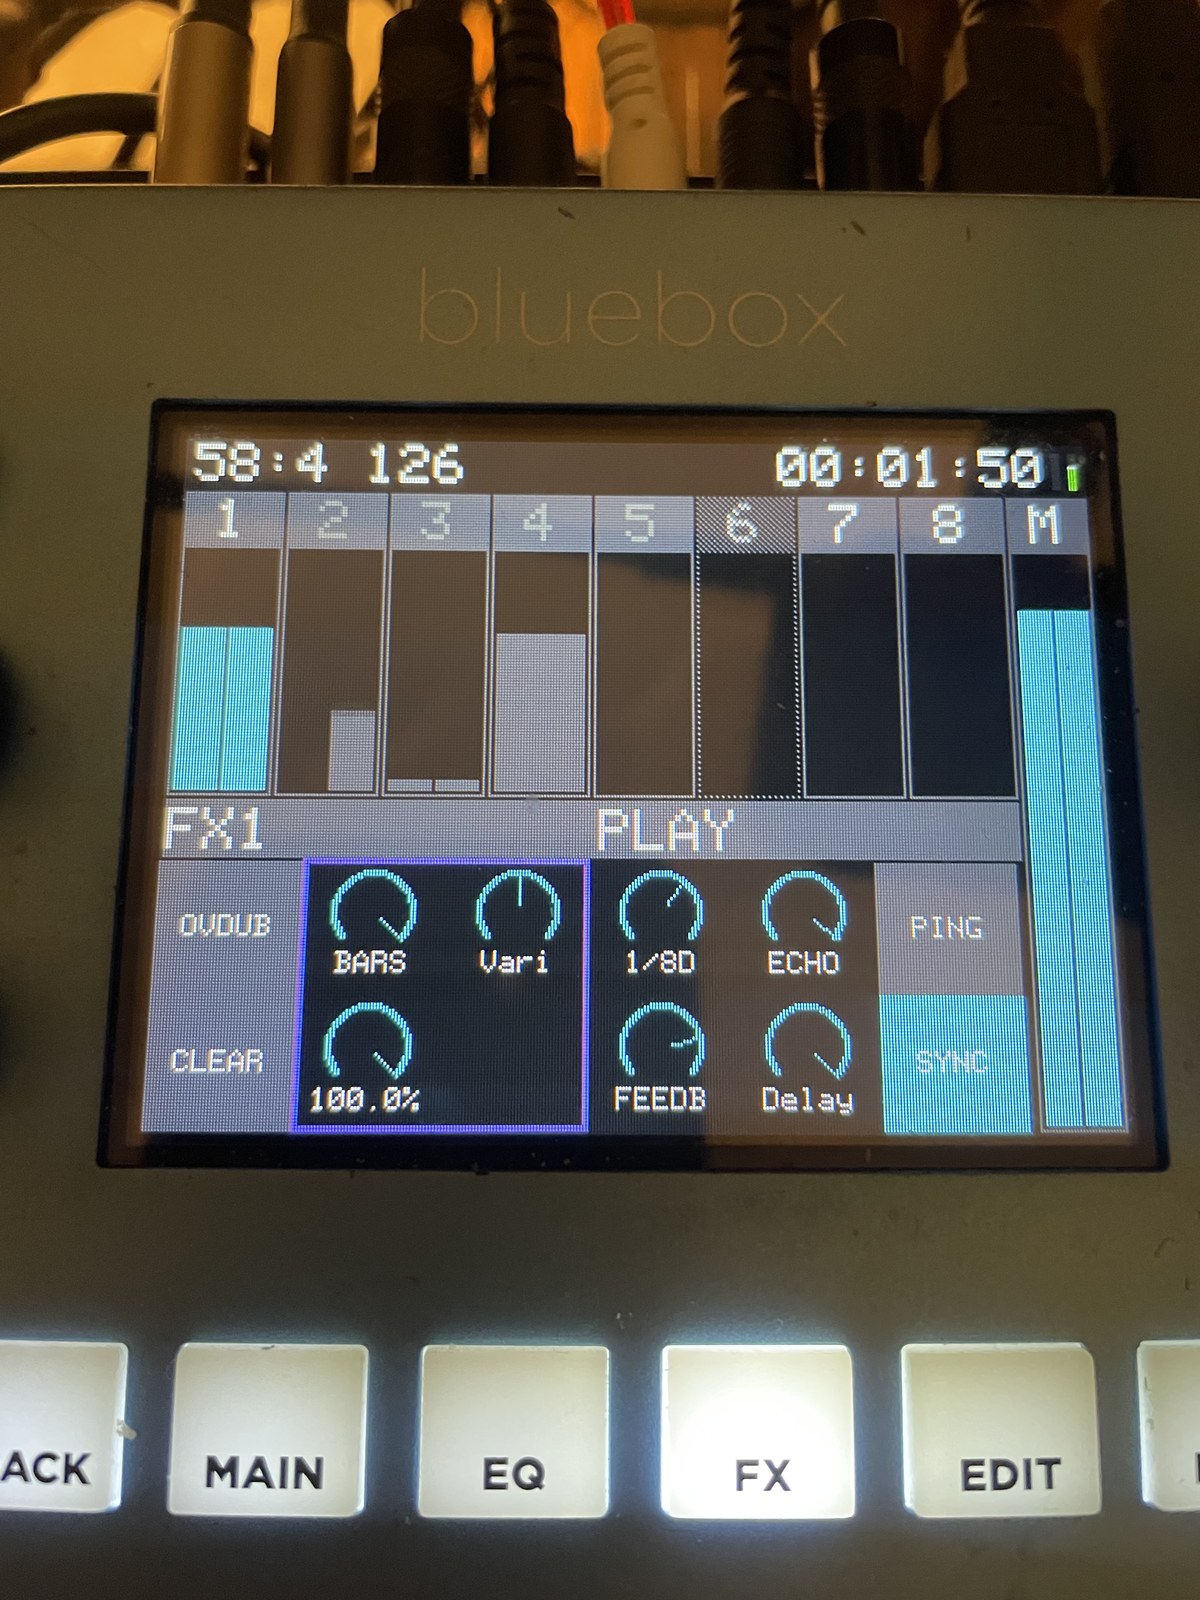 bluebox
58:4 126 00:01:50
1 2 3 4 5 6 7 8 M
FX1 PLAY
OVDUB BARS Vari 1/8D ECHO PING
CLEAR 100.0% FEEDB Delay SYNC
ACK MAIN EQ FX EDIT